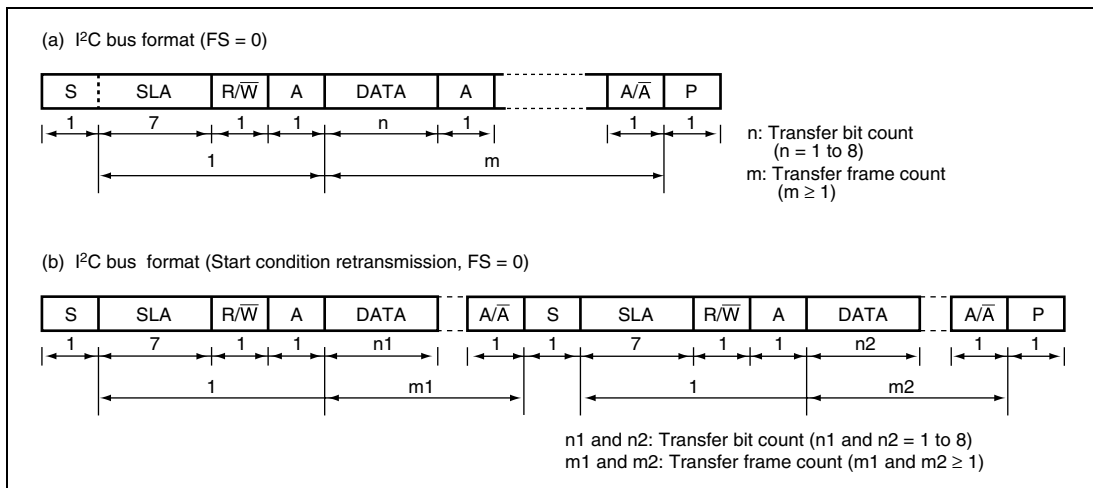 (a) I²C bus format (FS = 0)
S SLA R/W̅ A DATA A A/A̅ P
1 7 1 1 n 1 1 1
1 m
n: Transfer bit count
(n = 1 to 8)
m: Transfer frame count
(m ≥ 1)
(b) I²C bus format (Start condition retransmission, FS = 0)
S SLA R/W̅ A DATA A/A̅ S SLA R/W̅ A DATA A/A̅ P
1 7 1 1 n1 1 1 7 1 1 n2 1 1
1 m1 1 m2
n1 and n2: Transfer bit count (n1 and n2 = 1 to 8)
m1 and m2: Transfer frame count (m1 and m2 ≥ 1)